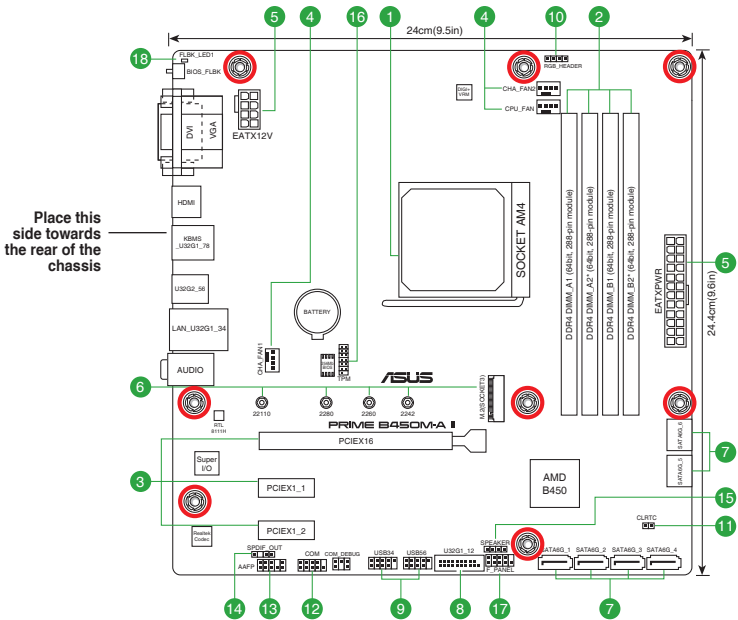 24cm(9.5in)
5
4
16
1
4
10
2
18
FLBK_LED1
BIOS_FLBK
RGB_HEADER
DIGI+
VRM
CHA_FAN2
CPU_FAN
DVI
VGA
EATX12V
Place this
side towards
the rear of the
chassis
HDMI
KBMS
_U32G1_78
U32G2_56
LAN_U32G1_34
AUDIO
SOCKET AM4
DDR4 DIMM_A1 (64bit, 288-pin module)
DDR4 DIMM_A2* (64bit, 288-pin module)
DDR4 DIMM_B1 (64bit, 288-pin module)
DDR4 DIMM_B2* (64bit, 288-pin module)
EATXPWR
5
24.4cm(9.6in)
BATTERY
CHA_FAN1
BIOS
TPM
ASUS
M.2(SOCKET3)
6
22110
2280
2260
2242
RTL
8111H
PRIME B450M-A II
PCIEX16
SATA6G_6
SATA6G_5
7
Super
I/O
AMD
B450
3
PCIEX1_1
15
PCIEX1_2
Realtek
Codec
CLRTC
11
SPDIF_OUT
AAFP
COM
COM_DEBUG
USB34
USB56
U32G1_12
SPEAKER
F_PANEL
SATA6G_1
SATA6G_2
SATA6G_3
SATA6G_4
14
13
12
9
8
17
7